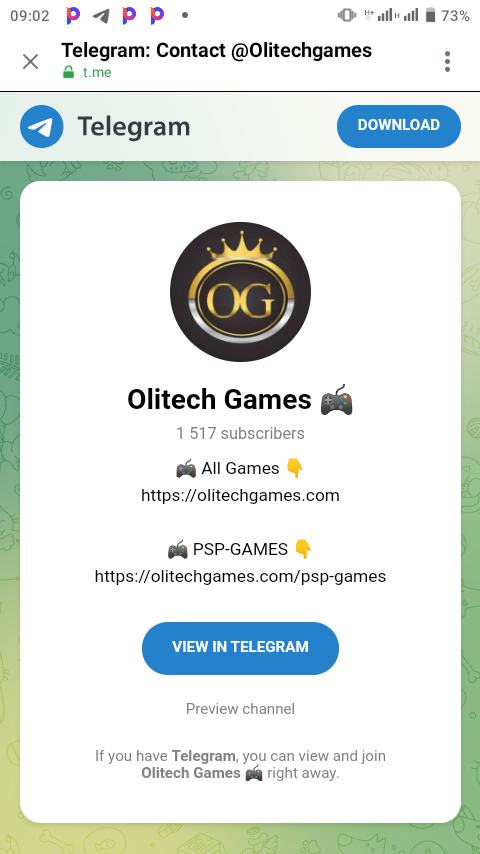 09:02
H+
H
73%
Telegram: Contact @Olitechgames
t.me
Telegram
DOWNLOAD
OG
Olitech Games 🎮
1 517 subscribers
🎮 All Games 👇
https://olitechgames.com
🎮 PSP-GAMES 👇
https://olitechgames.com/psp-games
VIEW IN TELEGRAM
Preview channel
If you have Telegram, you can view and join
Olitech Games 🎮 right away.